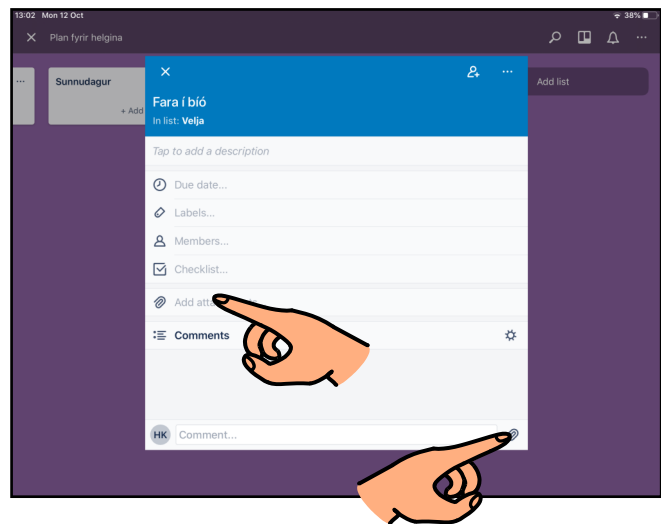 13:02 Mon 12 Oct
38%
Plan fyrir helgina
Sunnudagur
+ Add
Add list
Fara í bíó
In list: Velja
Tap to add a description
Due date...
Labels...
Members...
Checklist...
Add
Comments
HK
Comment...